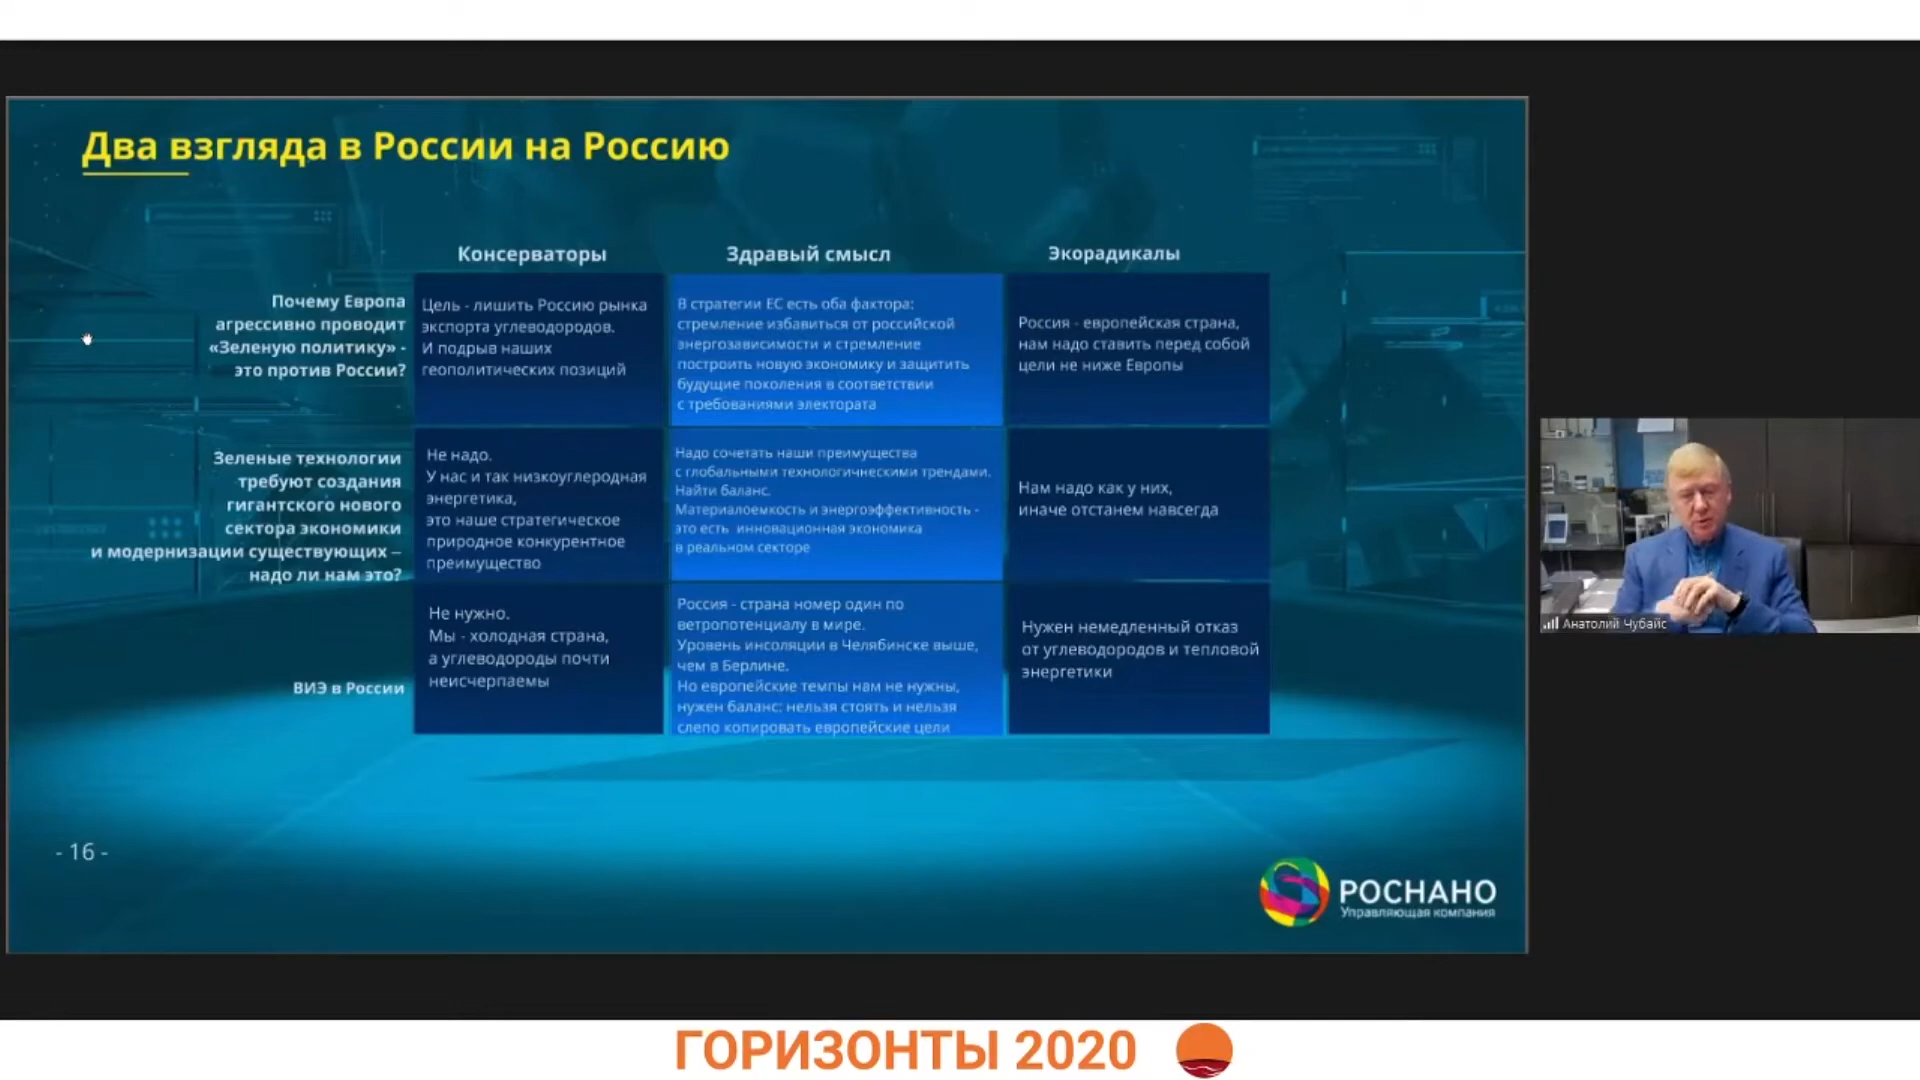 Два взгляда в России на Россию
Консерваторы
Здравый смысл
Экорадикалы
Почему Европа
агрессивно проводит
«Зеленую политику» -
это против России?
Цель - лишить Россию рынка
экспорта углеводородов.
И подрыв наших
геополитических позиций
В стратегии ЕС есть оба фактора:
стремление избавиться от российской
энергозависимости и стремление
построить новую экономику и защитить
будущие поколения в соответствии
с требованиями электората
Россия - европейская страна,
нам надо ставить перед собой
цели не ниже Европы
Зеленые технологии
требуют создания
гигантского нового
сектора экономики
и модернизации существующих –
надо ли нам это?
Не надо.
У нас и так низкоуглеродная
энергетика,
это наше стратегическое
природное конкурентное
преимущество
Надо сочетать наши преимущества
с глобальными технологичнескими трендами.
Найти баланс.
Материалоемкость и энергоэффективность -
это есть инновационная экономика
в реальном секторе
Нам надо как у них,
иначе отстанем навсегда
ВИЭ в России
Не нужно.
Мы - холодная страна,
а углеводороды почти
неисчерпаемы
Россия - страна номер один по
ветропотенциалу в мире.
Уровень инсоляции в Челябинске выше,
чем в Берлине.
Но европейские темпы нам не нужны,
нужен баланс: нельзя стоять и нельзя
слепо копировать европейские цели
Нужен немедленный отказ
от углеводородов и тепловой
энергетики
- 16 -
РОСНАНО
Управляющая компания
Анатолий Чубайс
ГОРИЗОНТЫ 2020